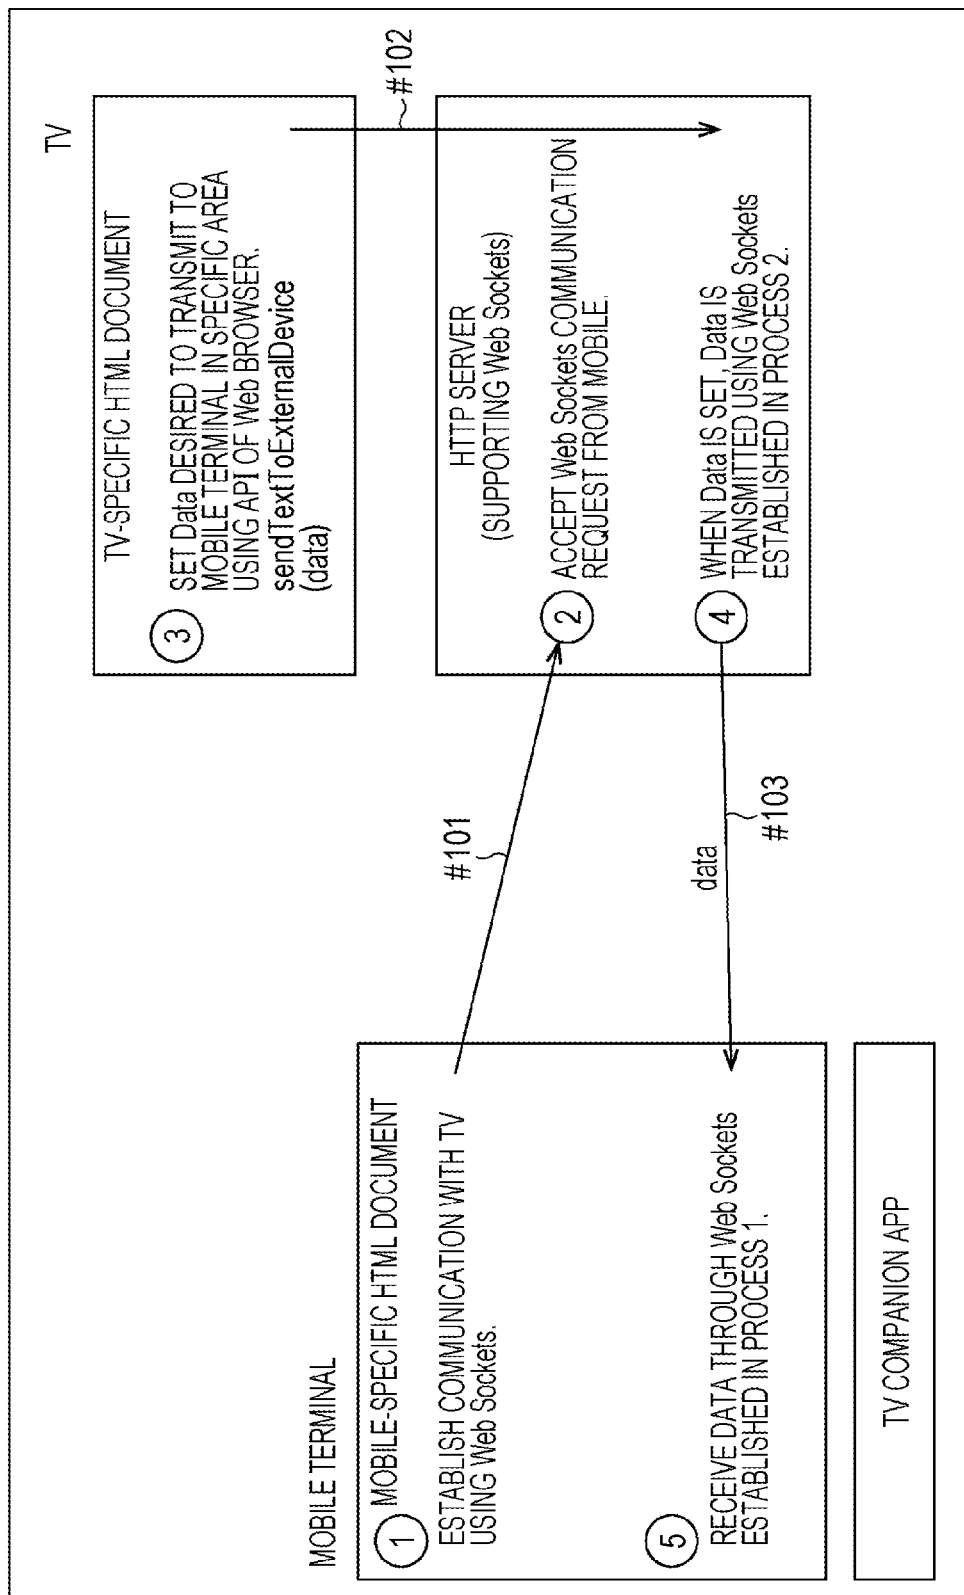 TV
TV-SPECIFIC HTML DOCUMENT
3
SET Data DESIRED TO TRANSMIT TO
MOBILE TERMINAL IN SPECIFIC AREA
USING API OF Web BROWSER.
sendTextToExternalDevice
(data)
#102
MOBILE TERMINAL
1
MOBILE-SPECIFIC HTML DOCUMENT
ESTABLISH COMMUNICATION WITH TV
USING Web Sockets.
#101
HTTP SERVER
(SUPPORTING Web Sockets)
2
ACCEPT Web Sockets COMMUNICATION
REQUEST FROM MOBILE.
4
WHEN Data IS SET, Data IS
TRANSMITTED USING Web Sockets
ESTABLISHED IN PROCESS 2.
data
#103
5
RECEIVE DATA THROUGH Web Sockets
ESTABLISHED IN PROCESS 1.
TV COMPANION APP